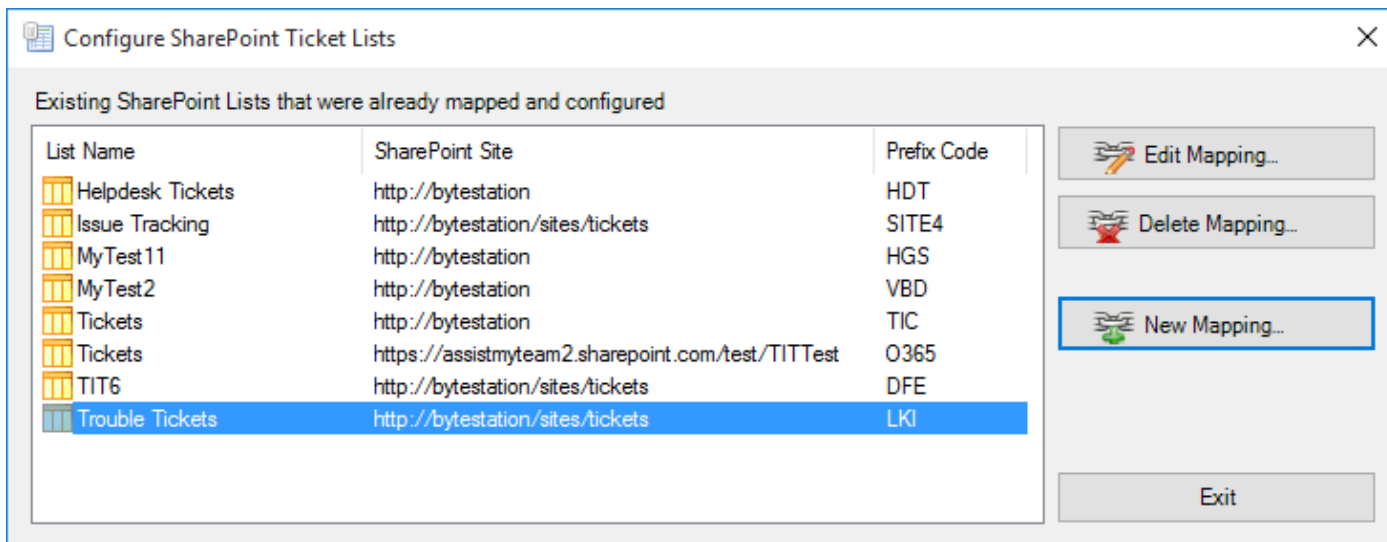 Configure SharePoint Ticket Lists
Existing SharePoint Lists that were already mapped and configured
List Name SharePoint Site Prefix Code
Helpdesk Tickets http://bytestation HDT
Issue Tracking http://bytestation/sites/tickets SITE4
MyTest11 http://bytestation HGS
MyTest2 http://bytestation VBD
Tickets http://bytestation TIC
Tickets https://assistmyteam2.sharepoint.com/test/TITTest O365
TIT6 http://bytestation/sites/tickets DFE
Trouble Tickets http://bytestation/sites/tickets LKI
Edit Mapping...
Delete Mapping...
New Mapping...
Exit